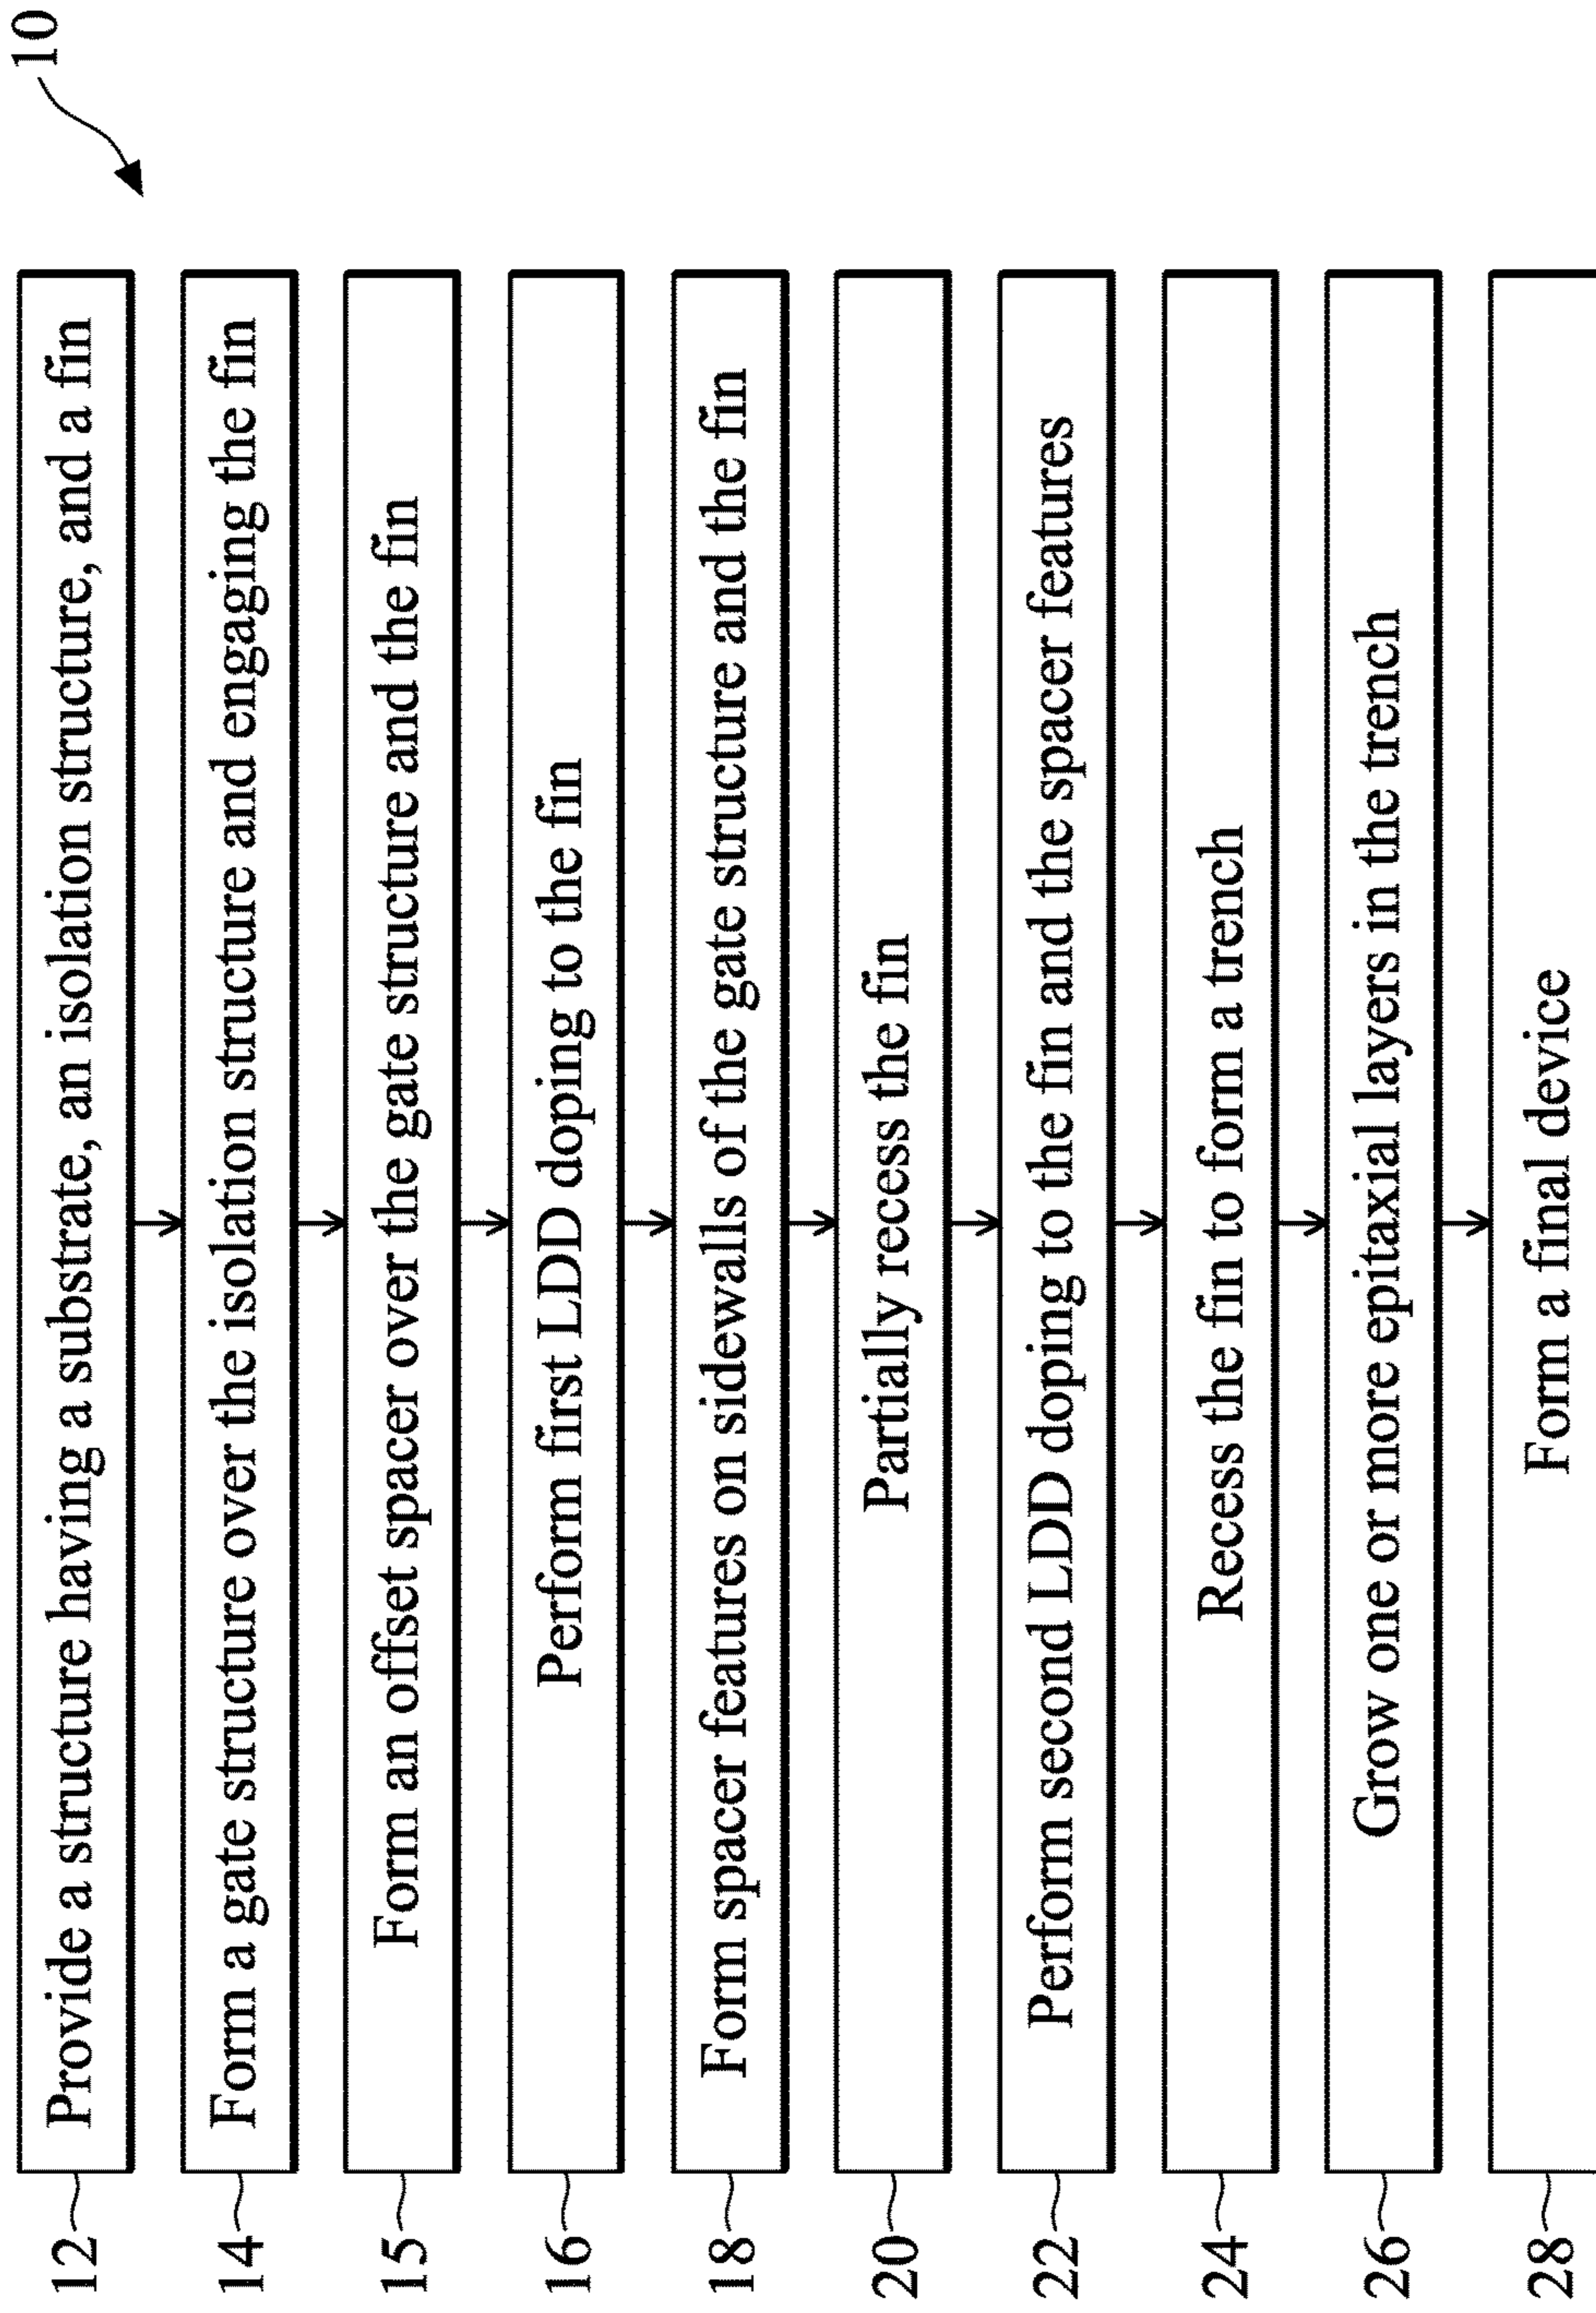 10
12 Provide a structure having a substrate, an isolation structure, and a fin
14 Form a gate structure over the isolation structure and engaging the fin
15 Form an offset spacer over the gate structure and the fin
16 Perform first LDD doping to the fin
18 Form spacer features on sidewalls of the gate structure and the fin
20 Partially recess the fin
22 Perform second LDD doping to the fin and the spacer features
24 Recess the fin to form a trench
26 Grow one or more epitaxial layers in the trench
28 Form a final device